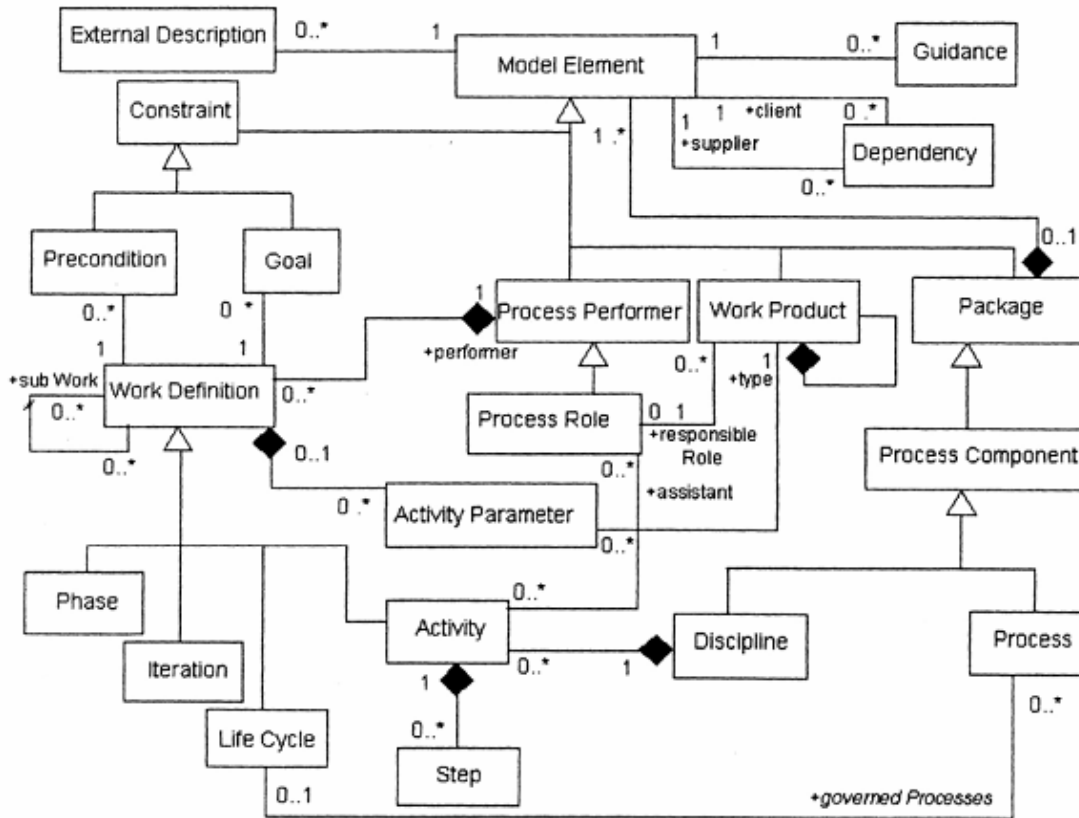 External Description
0..*
1
Model Element
1
0..*
Guidance
Constraint
1 .*
1
1
+client
0 .*
+supplier
Dependency
0..*
Precondition
Goal
0..1
Package
0..*
0 *
1
Process Performer
Work Product
+performer
1
1
0..*
1
+type
+sub Work
0..*
Work Definition
0..*
Process Role
0 1
+responsible
Role
0..*
0..1
0..*
+assistant
Process Component
0 .*
Activity Parameter
0..*
Phase
0..*
Activity
Discipline
Process
Iteration
1
0..*
1
0..*
Life Cycle
0..*
Step
0..1
+governed Processes